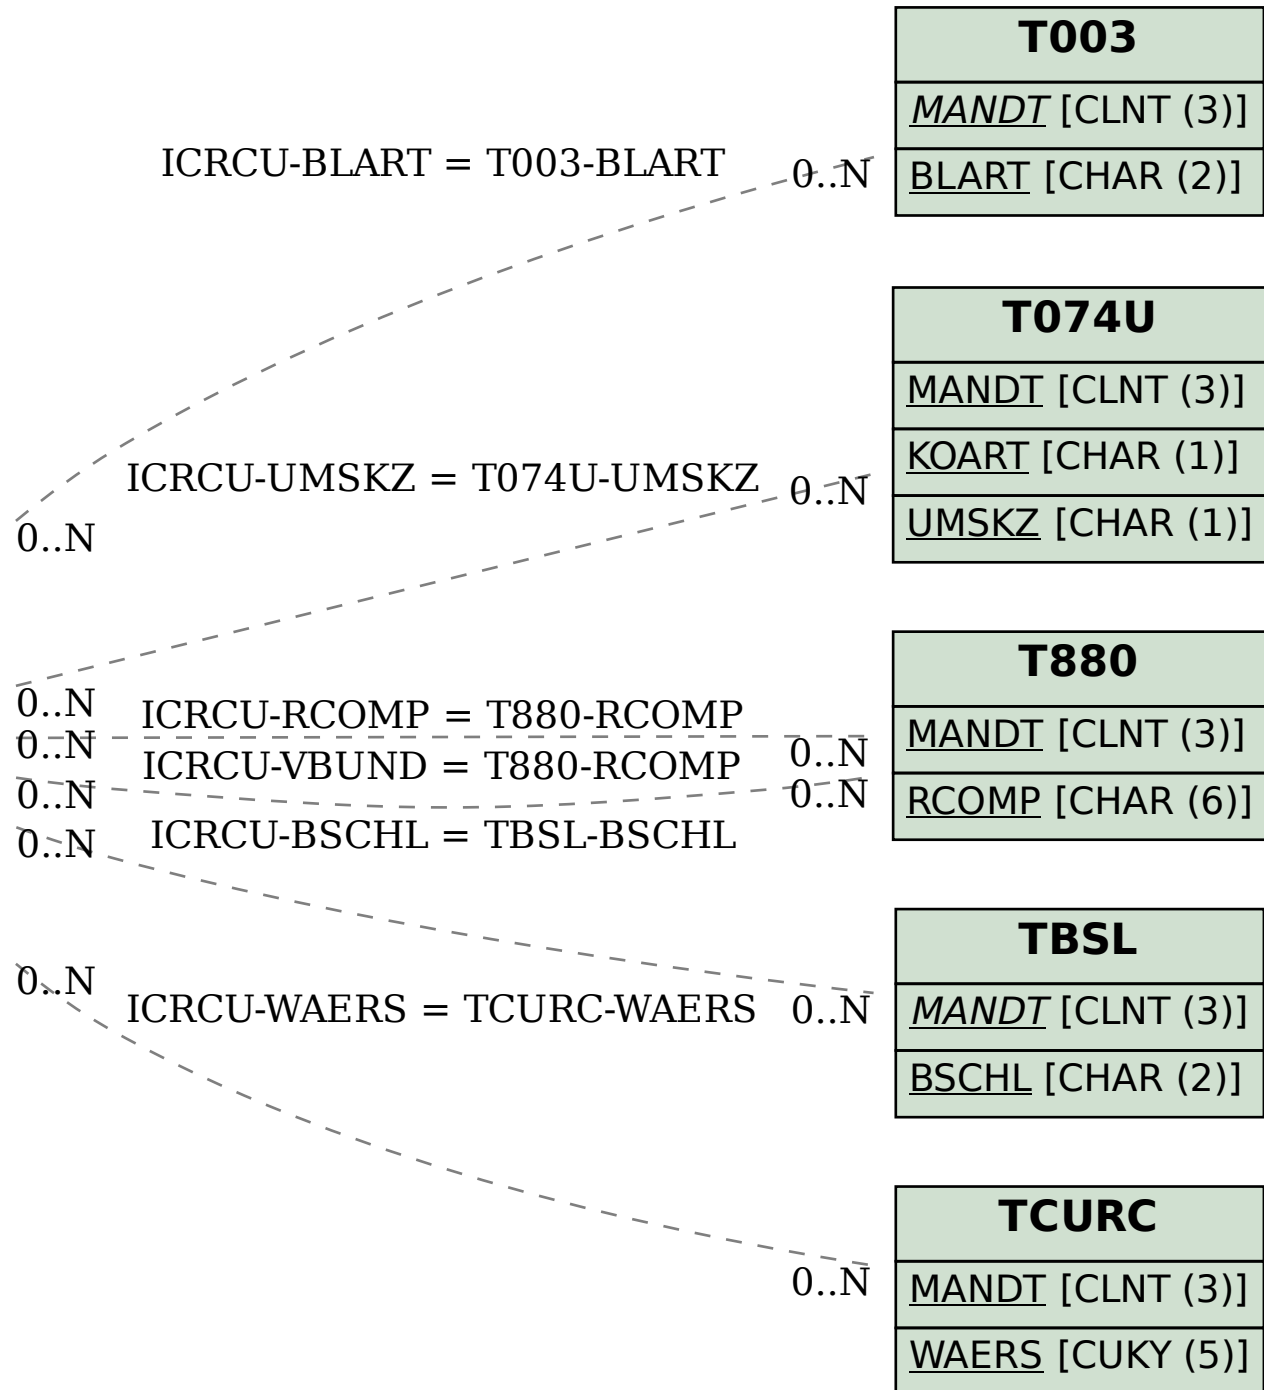 T003
MANDT [CLNT (3)]
BLART [CHAR (2)]
ICRCU-BLART = T003-BLART
0..N
0..N
T074U
MANDT [CLNT (3)]
KOART [CHAR (1)]
UMSKZ [CHAR (1)]
ICRCU-UMSKZ = T074U-UMSKZ
0..N
0..N
T880
MANDT [CLNT (3)]
RCOMP [CHAR (6)]
ICRCU-RCOMP = T880-RCOMP
0..N
0..N
ICRCU-VBUND = T880-RCOMP
0..N
0..N
ICRCU-BSCHL = TBSL-BSCHL
0..N
0..N
TBSL
MANDT [CLNT (3)]
BSCHL [CHAR (2)]
ICRCU-WAERS = TCURC-WAERS
0..N
0..N
TCURC
MANDT [CLNT (3)]
WAERS [CUKY (5)]